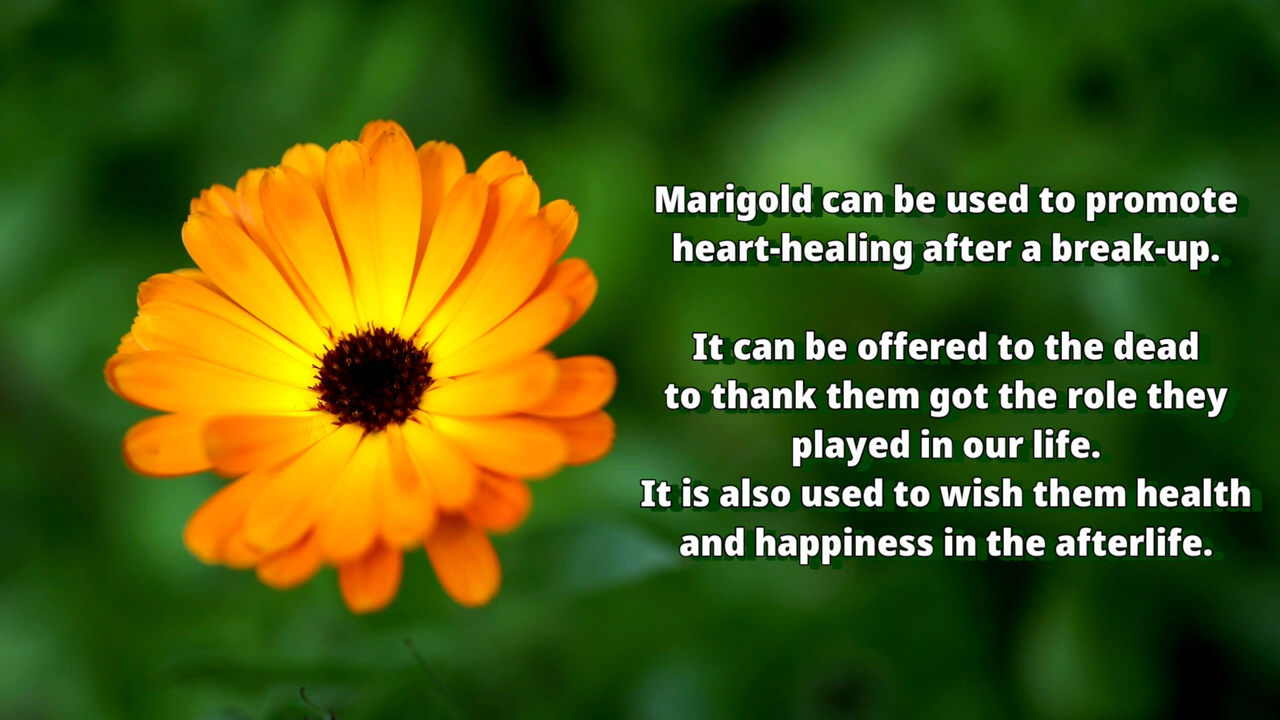 Marigold can be used to promote
heart-healing after a break-up.
It can be offered to the dead
to thank them got the role they
played in our life.
It is also used to wish them health
and happiness in the afterlife.